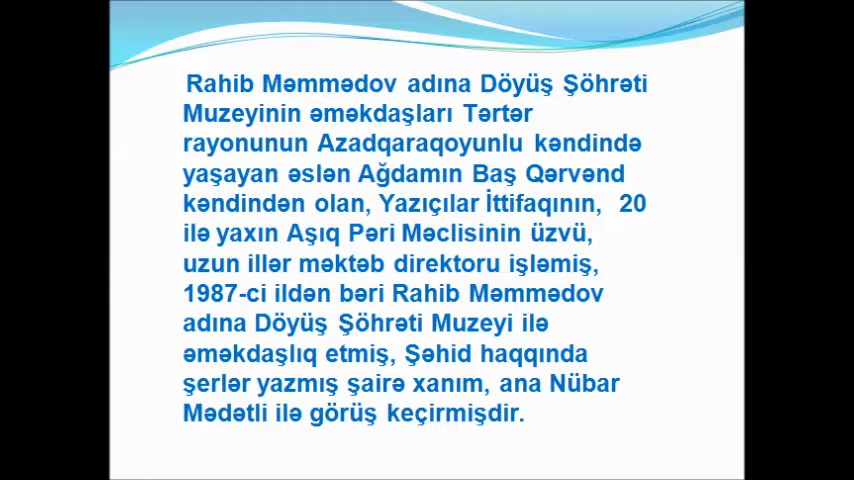 Rahib Məmmədov adına Döyüş Şöhrəti
Muzeyinin əməkdaşları Tərtər
rayonunun Azadqaraqoyunlu kəndində
yaşayan əslən Ağdamın Baş Qərvənd
kəndindən olan, Yazıçılar İttifaqının, 20
ilə yaxın Aşıq Pəri Məclisinin üzvü,
uzun illər məktəb direktoru işləmiş,
1987-ci ildən bəri Rahib Məmmədov
adına Döyüş Şöhrəti Muzeyi ilə
əməkdaşlıq etmiş, Şəhid haqqında
şerlər yazmış şairə xanım, ana Nübar
Mədətli ilə görüş keçirmişdir.